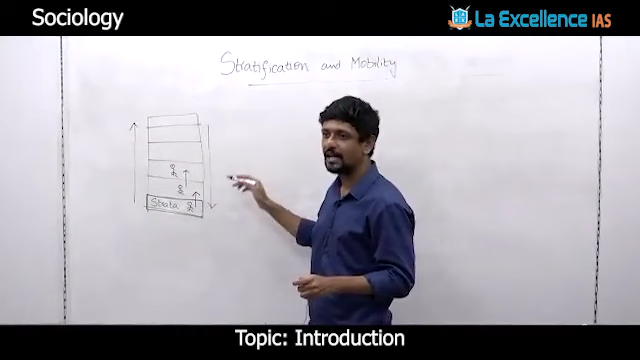 Sociology
La Excellence IAS
Stratification and Mobility
Strata
Topic: Introduction